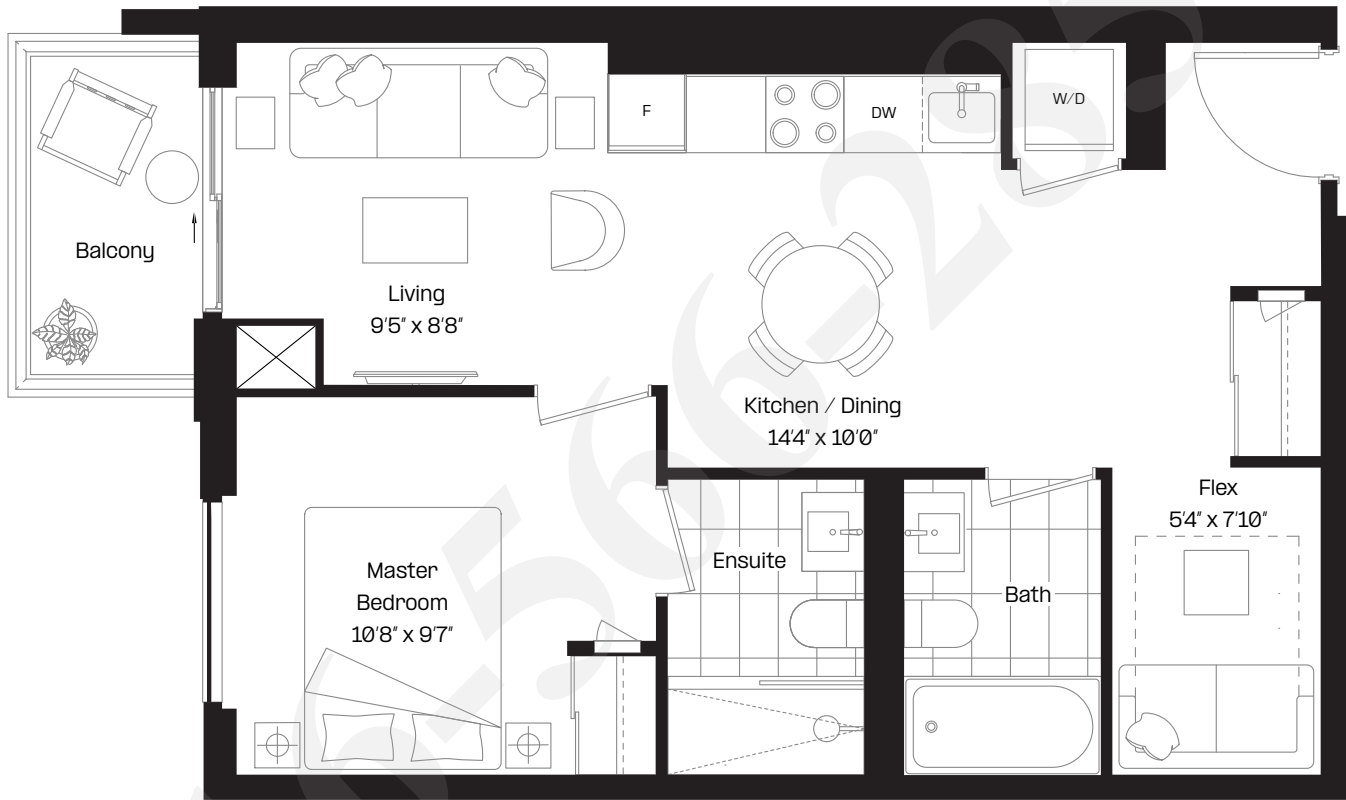 F
DW
W/D
Balcony
Living
9'5" x 8'8"
Kitchen / Dining
14'4" x 10'0"
Flex
5'4" x 7'10"
Master
Bedroom
10'8" x 9'7"
Ensuite
Bath